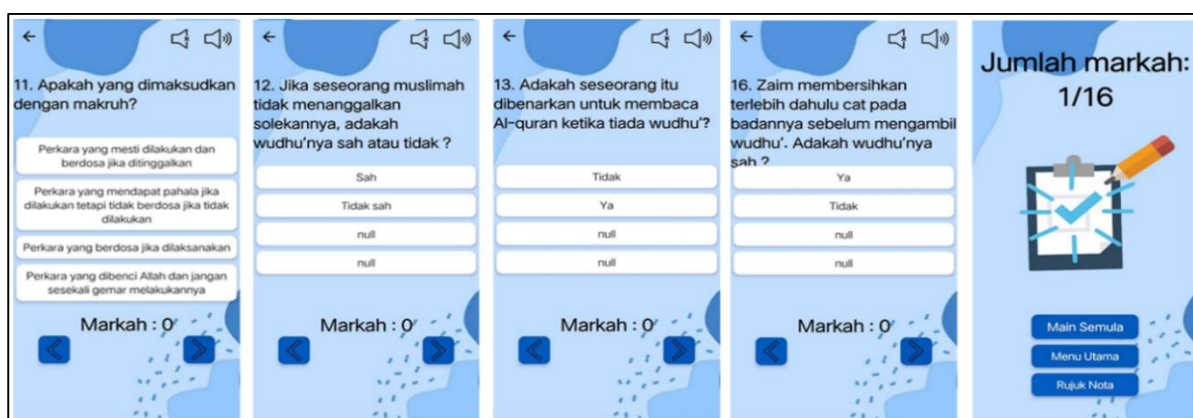 11. Apakah yang dimaksudkan
dengan makruh?
Perkara yang mesti dilakukan dan
berdosa jika ditinggalkan
Perkara yang mendapat pahala jika
dilakukan tetapi tidak berdosa jika tidak
dilakukan
Perkara yang berdosa jika dilaksanakan
Perkara yang dibenci Allah dan jangan
sesekali gemar melakukannya
Markah : 0
12. Jika seseorang muslimah
tidak menanggalkan
solekannya, adakah
wudhu'nya sah atau tidak ?
Sah
Tidak sah
null
null
Markah : 0
13. Adakah seseorang itu
dibenarkan untuk membaca
Al-quran ketika tiada wudhu'?
Tidak
Ya
null
null
Markah : 0
16. Zaim membersihkan
terlebih dahulu cat pada
badannya sebelum mengambil
wudhu'. Adakah wudhu'nya
sah ?
Ya
Tidak
null
null
Markah : 0
Jumlah markah:
1/16
Main Semula
Menu Utama
Rujuk Nota